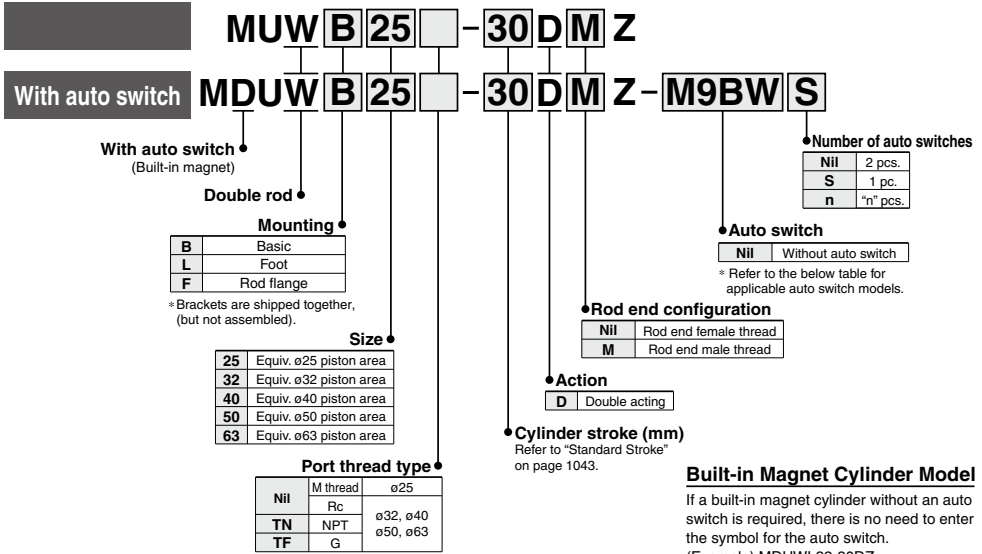 MUW B 25 - 30 D M Z
With auto switch MDUW B 25 - 30 D M Z - M9BW S
Number of auto switches
Nil 2 pcs.
S 1 pc.
n "n" pcs.
With auto switch
(Built-in magnet)
Double rod
Mounting
B Basic
L Foot
F Rod flange
* Brackets are shipped together,
(but not assembled).
Auto switch
Nil Without auto switch
* Refer to the below table for
applicable auto switch models.
Rod end configuration
Nil Rod end female thread
M Rod end male thread
Size
25 Equiv. ø25 piston area
32 Equiv. ø32 piston area
40 Equiv. ø40 piston area
50 Equiv. ø50 piston area
63 Equiv. ø63 piston area
Action
D Double acting
Cylinder stroke (mm)
Refer to "Standard Stroke"
on page 1043.
Port thread type
Nil M thread ø25
Rc ø32, ø40
TN NPT ø50, ø63
TF G
Built-in Magnet Cylinder Model
If a built-in magnet cylinder without an auto
switch is required, there is no need to enter
the symbol for the auto switch.